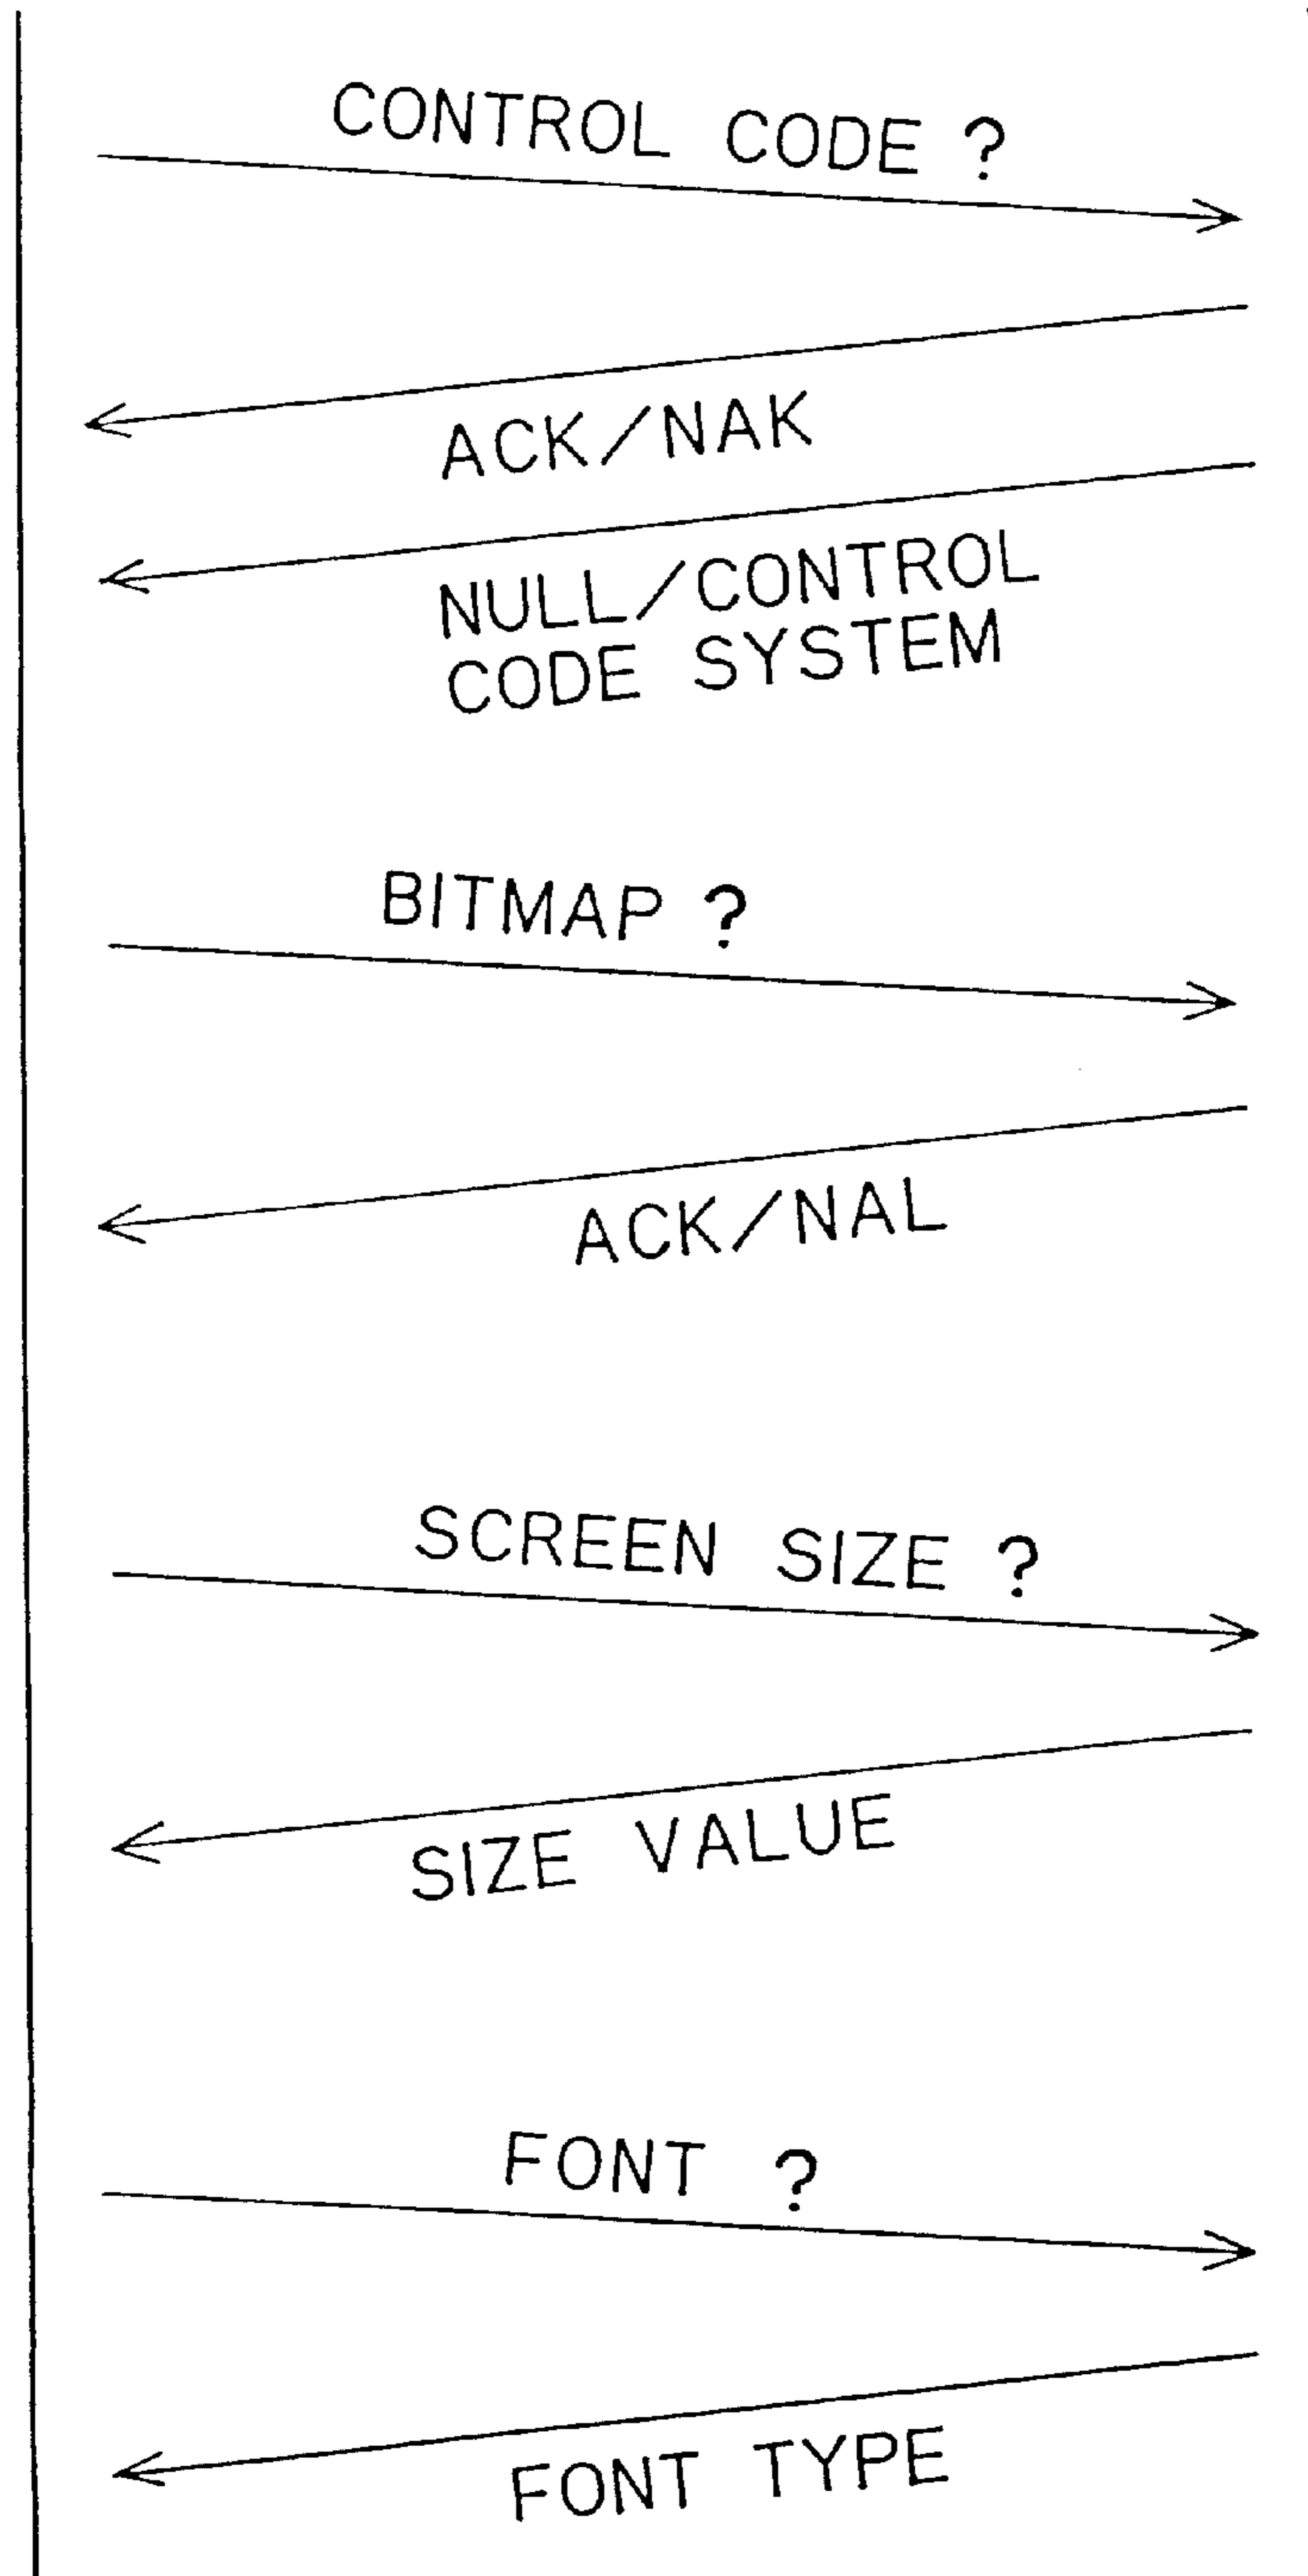 CONTROL CODE ?
ACK/NAK
NULL/CONTROL
CODE SYSTEM
BITMAP ?
ACK/NAL
SCREEN SIZE ?
SIZE VALUE
FONT ?
FONT TYPE